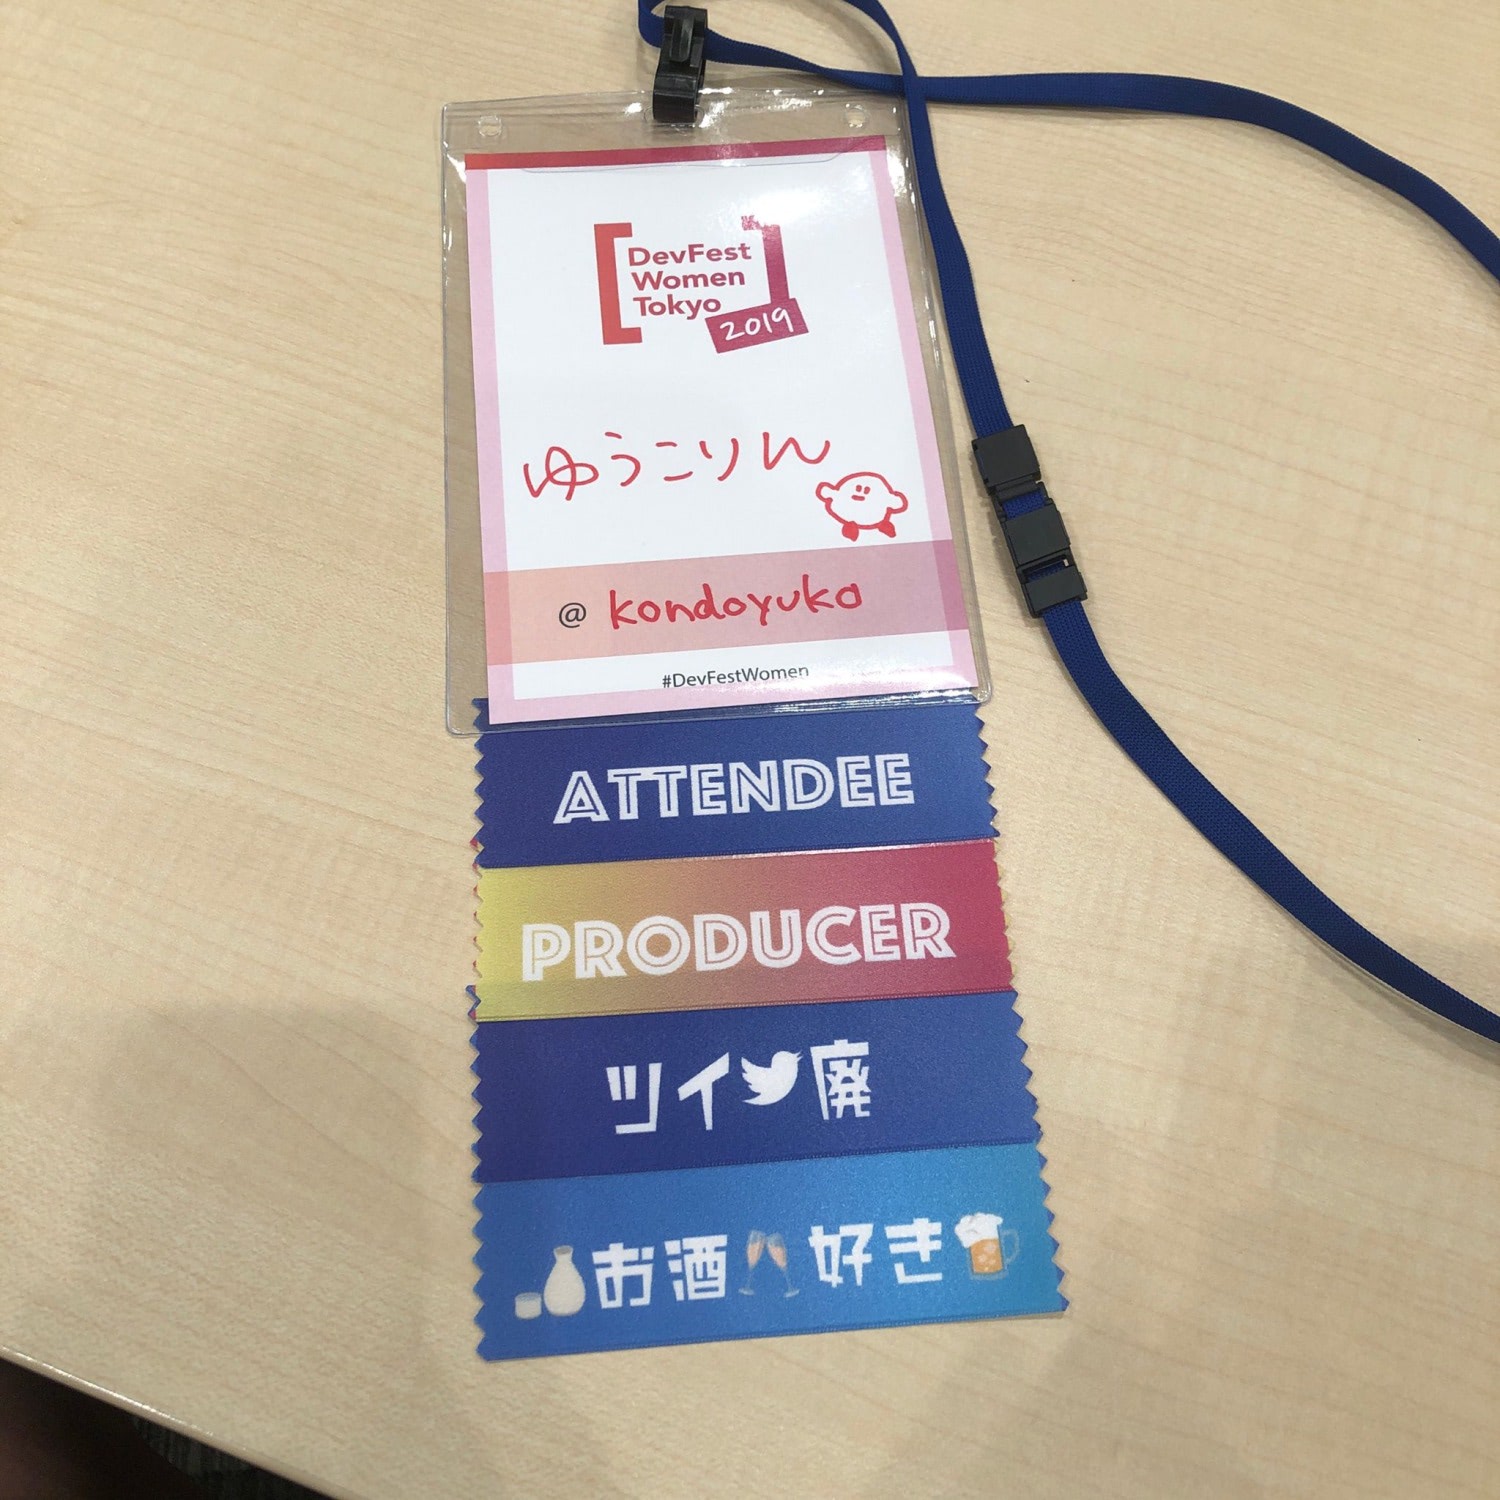 DevFest
Women
Tokyo
2019
ゆうこりん
@ kondoyuko
#DevFestWomen
ATTENDEE
PRODUCER
ツイ廃
お酒好き